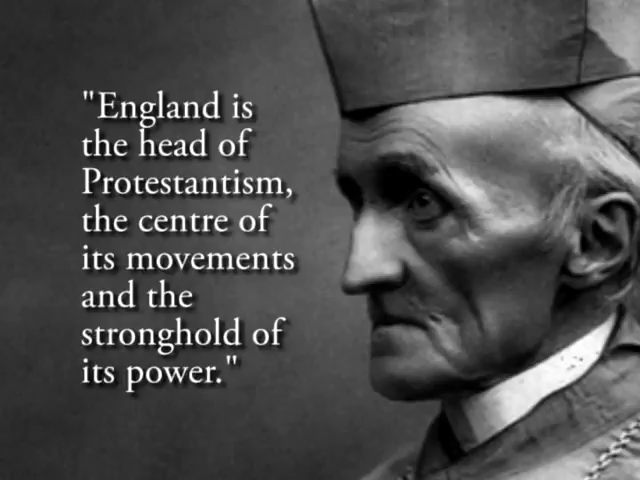 "England is
the head of
Protestantism,
the centre of
its movements
and the
stronghold of
its power."